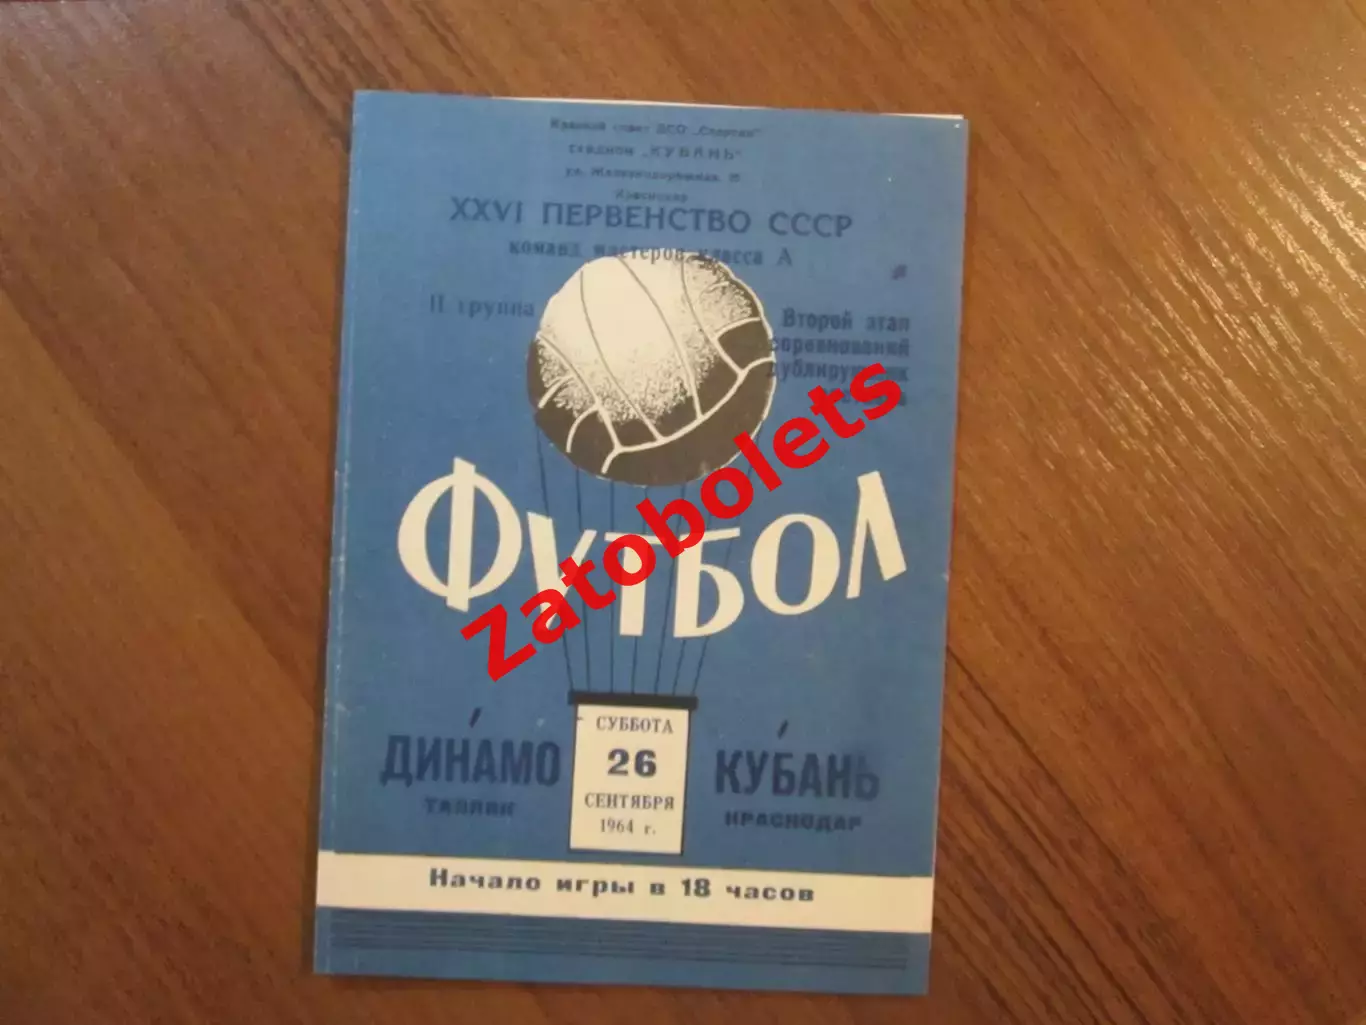 Краевой совет ДСО „Спартак"
стадион „КУБАНЬ"
ул. Железнодорожная,
Краснодар
XXVI ПЕРВЕНСТВО СССР
команд мастеров класса А
II группа
Второй этап
соревнований
ФУТБОЛ
Zatobolets
ДИНАМО
ТАЛЛИН
СУББОТА
26
СЕНТЯБРЯ
1964 г.
КУБАНЬ
КРАСНОДАР
Начало игры в 18 часов